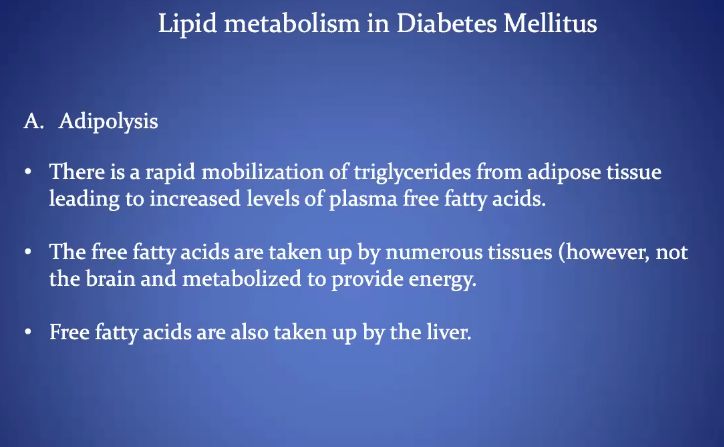 Lipid metabolism in Diabetes Mellitus
A. Adipolysis
• There is a rapid mobilization of triglycerides from adipose tissue
leading to increased levels of plasma free fatty acids.
• The free fatty acids are taken up by numerous tissues (however, not
the brain and metabolized to provide energy.
• Free fatty acids are also taken up by the liver.